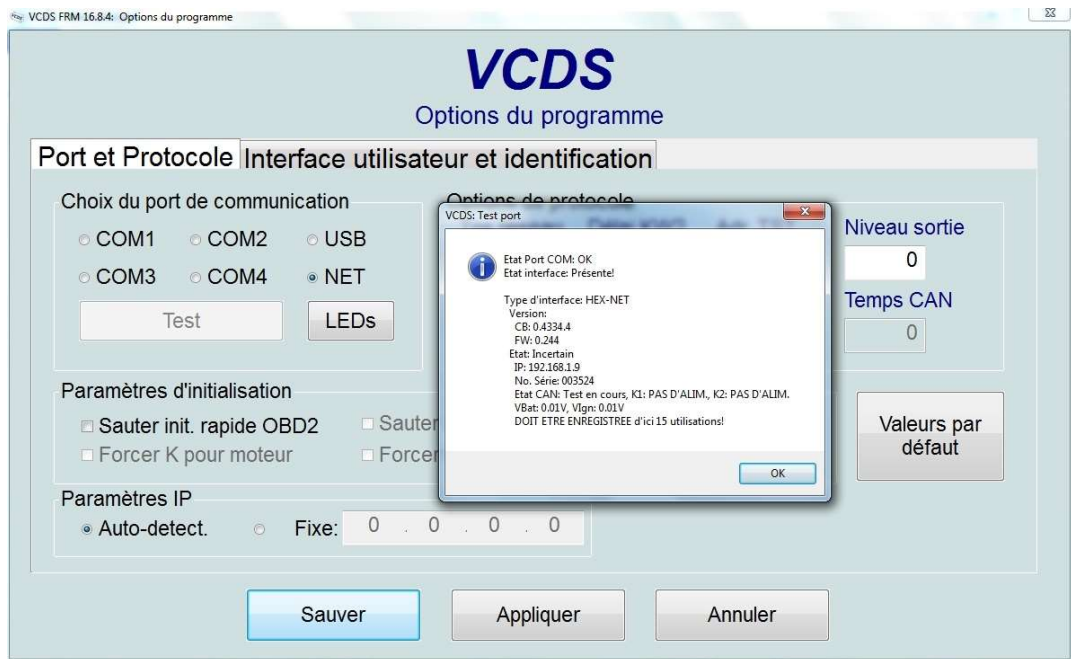 VCDS FRM 16.8.4: Options du programme
VCDS
Options du programme
Port et Protocole
Interface utilisateur et identification
Choix du port de communication
COM1
COM2
USB
COM3
COM4
NET
Test
LEDs
Options de protocole
Niveau sortie
0
Temps CAN
0
VCDS: Test port
Etat Port COM: OK
Etat interface: Présente!
Type d'interface: HEX-NET
Version:
CB: 0.4334.4
FW: 0.244
Etat: Incertain
IP: 192.168.1.9
No. Série: 003524
Etat CAN: Test en cours, K1: PAS D'ALIM., K2: PAS D'ALIM.
VBat: 0.01V, VIgn: 0.01V
DOIT ETRE ENREGISTREE d'ici 15 utilisations!
OK
Paramètres d'initialisation
Sauter init. rapide OBD2
Sauter
Forcer K pour moteur
Forcer
Valeurs par
défaut
Paramètres IP
Auto-detect.
Fixe: 0 . 0 . 0 . 0
Sauver
Appliquer
Annuler